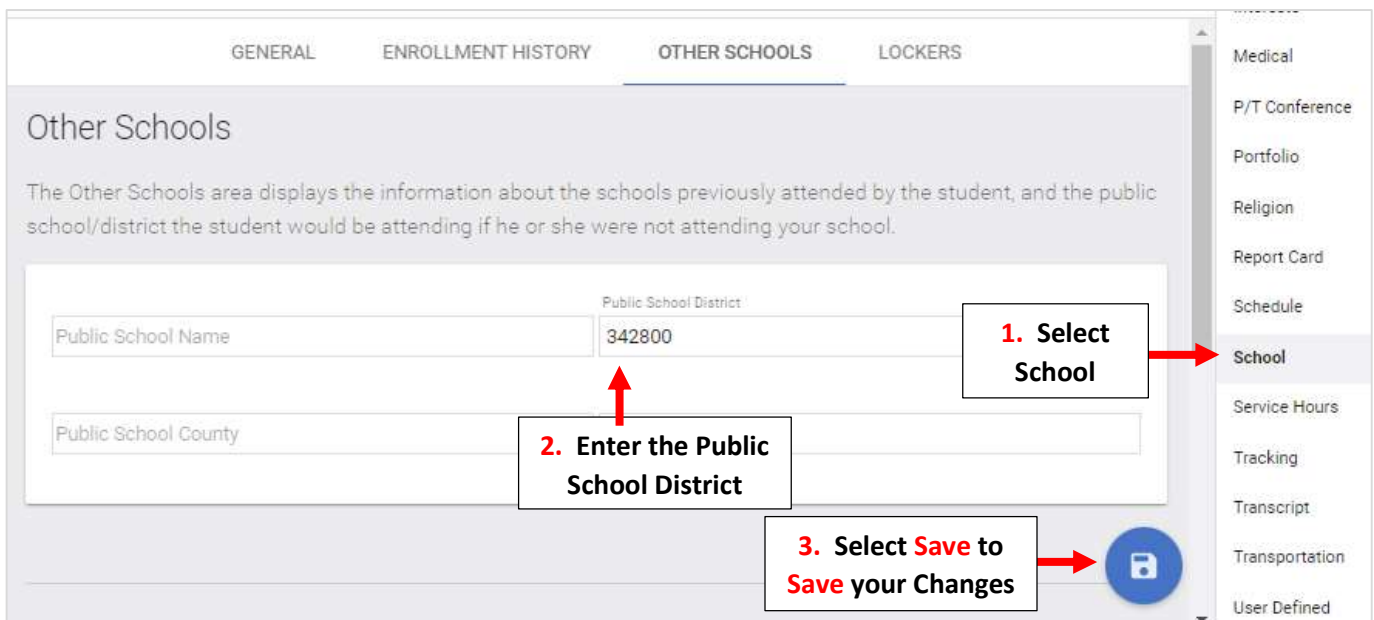 GENERAL ENROLLMENT HISTORY OTHER SCHOOLS LOCKERS
Other Schools
The Other Schools area displays the information about the schools previously attended by the student, and the public
school/district the student would be attending if he or she were not attending your school.
Public School District
Public School Name
342800
Public School County
1. Select
School
2. Enter the Public
School District
3. Select Save to
Save your Changes
Medical
P/T Conference
Portfolio
Religion
Report Card
Schedule
School
Service Hours
Tracking
Transcript
Transportation
User Defined